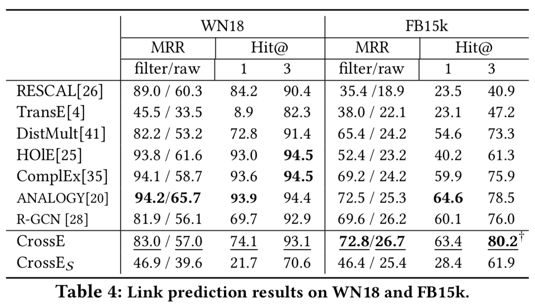 WN18 FB15k
MRR Hit@ MRR Hit@
filter/raw 1 3 filter/raw 1 3
RESCAL[26] 89.0 / 60.3 84.2 90.4 35.4 /18.9 23.5 40.9
TransE[4] 45.5 / 33.5 8.9 82.3 38.0 / 22.1 23.1 47.2
DistMult[41] 82.2 / 53.2 72.8 91.4 65.4 / 24.2 54.6 73.3
HOlE[25] 93.8 / 61.6 93.0 94.5 52.4 / 23.2 40.2 61.3
ComplEx[35] 94.1 / 58.7 93.6 94.5 69.2 / 24.2 59.9 75.9
ANALOGY[20] 94.2/65.7 93.9 94.4 72.5 / 25.3 64.6 78.5
R-GCN [28] 81.9 / 56.1 69.7 92.9 69.6 / 26.2 60.1 76.0
CrossE 83.0 / 57.0 74.1 93.1 72.8/26.7 63.4 80.2†
CrossES 46.9 / 39.6 21.7 70.6 46.4 / 25.4 28.4 61.9
Table 4: Link prediction results on WN18 and FB15k.